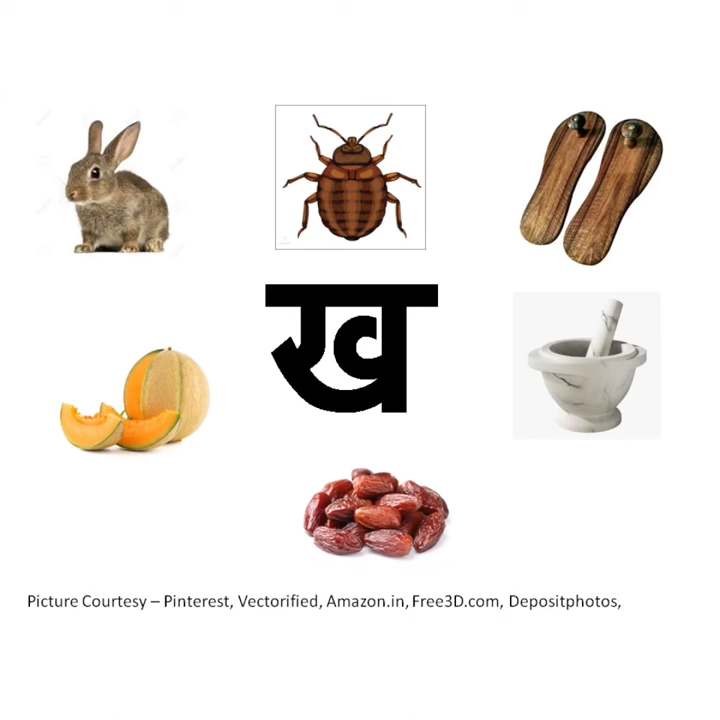 ख
Picture Courtesy – Pinterest, Vectorified, Amazon.in, Free3D.com, Depositphotos,